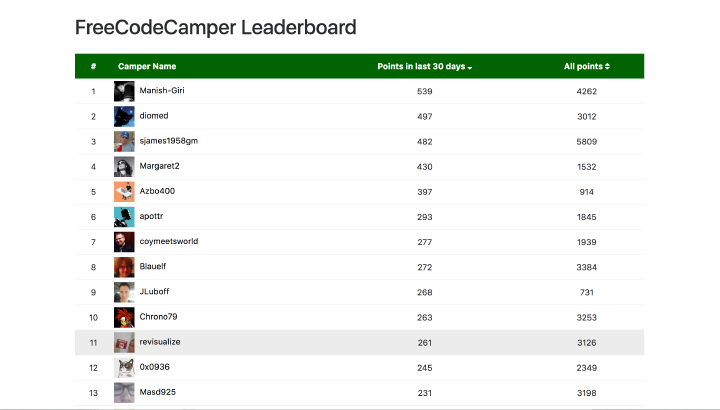 FreeCodeCamper Leaderboard
# Camper Name Points in last 30 days All points
1 Manish-Giri 539 4262
2 diomed 497 3012
3 sjames1958gm 482 5809
4 Margaret2 430 1532
5 Azbo400 397 914
6 apottr 293 1845
7 coymeetsworld 277 1939
8 Blauelf 272 3384
9 JLuboff 268 731
10 Chrono79 263 3253
11 revisualize 261 3126
12 0x0936 245 2349
13 Masd925 231 3198